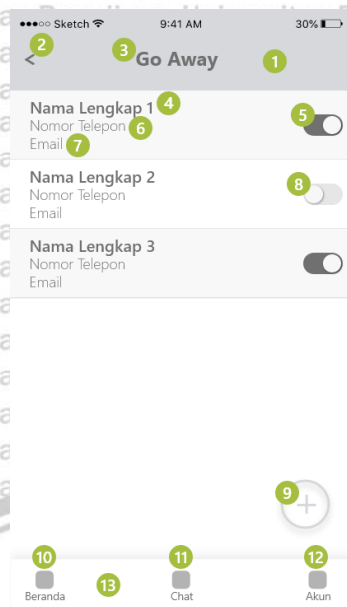 ●●●○○ Sketch 9:41 AM 30%
2 3 1
< Go Away
Nama Lengkap 1 4
Nomor Telepon 6 5
Email 7
Nama Lengkap 2
Nomor Telepon 8
Email
Nama Lengkap 3
Nomor Telepon
Email
9 +
10 11 12
13
Beranda Chat Akun